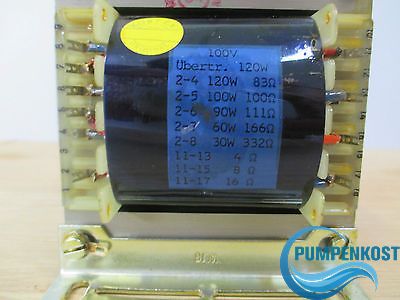 100V
Übertr. 120W
2-4 120W 83Ω
2-5 100W 100Ω
2-6 90W 111Ω
2-7 60W 166Ω
2-8 30W 332Ω
11-13 4 Ω
11-15 8 Ω
11-17 16 Ω
PUMPENKOST